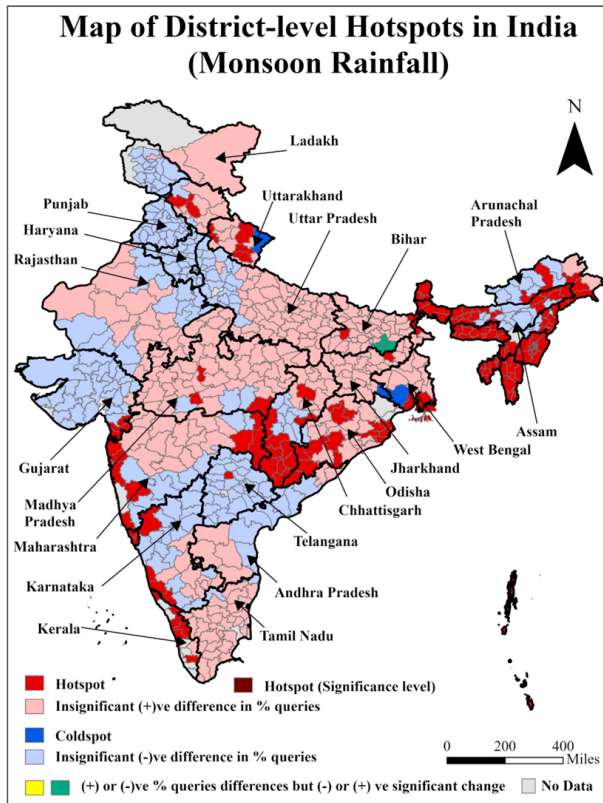 Map of District-level Hotspots in India
(Monsoon Rainfall)
N
Ladakh
Punjab
Uttarakhand
Arunachal
Pradesh
Haryana
Uttar Pradesh
Rajasthan
Bihar
Gujarat
Assam
West Bengal
Jharkhand
Madhya
Pradesh
Odisha
Chhattisgarh
Maharashtra
Telangana
Karnataka
Andhra Pradesh
Kerala
Tamil Nadu
Hotspot
Hotspot (Significance level)
Insignificant (+)ve difference in % queries
Coldspot
Insignificant (-)ve difference in % queries
0 200 400
Miles
(+) or (-)ve % queries differences but (-) or (+) ve significant change
No Data